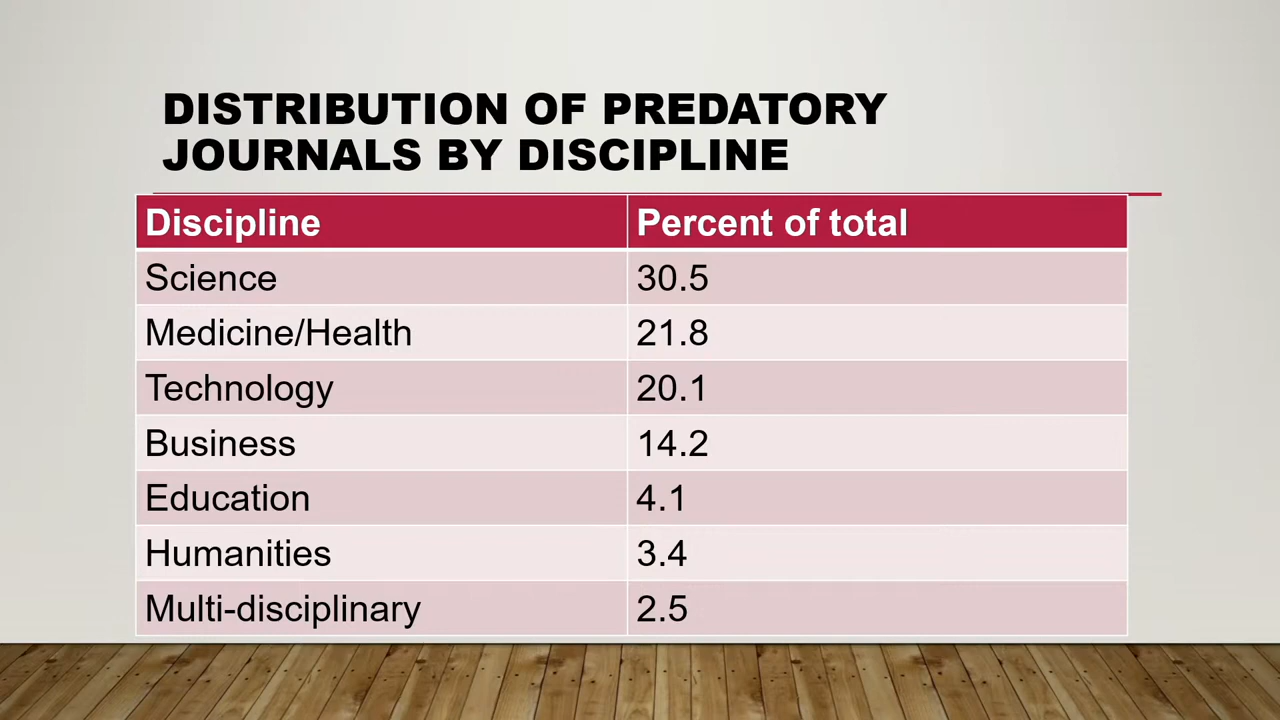 DISTRIBUTION OF PREDATORY
JOURNALS BY DISCIPLINE
Discipline Percent of total
Science 30.5
Medicine/Health 21.8
Technology 20.1
Business 14.2
Education 4.1
Humanities 3.4
Multi-disciplinary 2.5